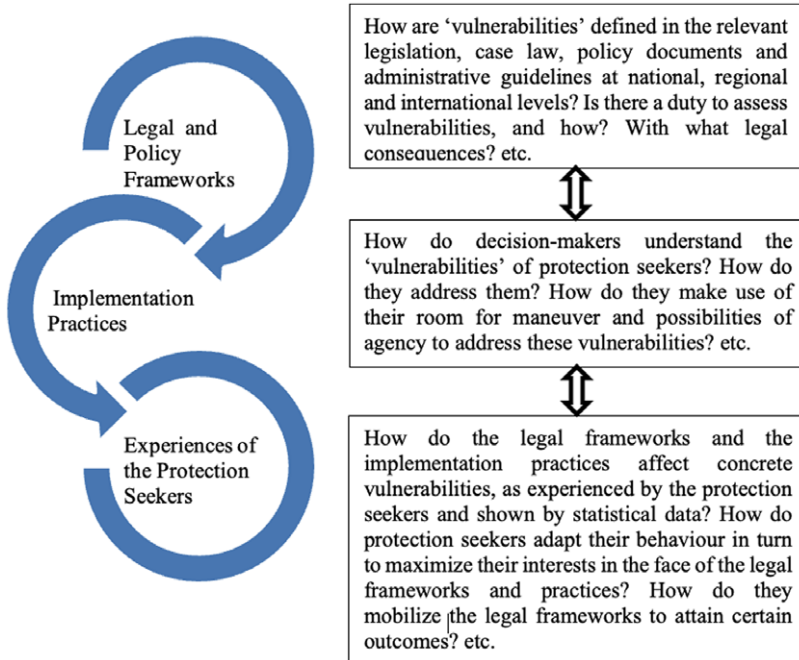 Legal and
Policy
Frameworks
How are ‘vulnerabilities’ defined in the relevant
legislation, case law, policy documents and
administrative guidelines at national, regional
and international levels? Is there a duty to assess
vulnerabilities, and how? With what legal
consequences? etc.
Implementation
Practices
How do decision-makers understand the
‘vulnerabilities’ of protection seekers? How do
they address them? How do they make use of
their room for maneuver and possibilities of
agency to address these vulnerabilities? etc.
Experiences of
the Protection
Seekers
How do the legal frameworks and the
implementation practices affect concrete
vulnerabilities, as experienced by the protection
seekers and shown by statistical data? How do
protection seekers adapt their behaviour in turn
to maximize their interests in the face of the legal
frameworks and practices? How do they
mobilize the legal frameworks to attain certain
outcomes? etc.